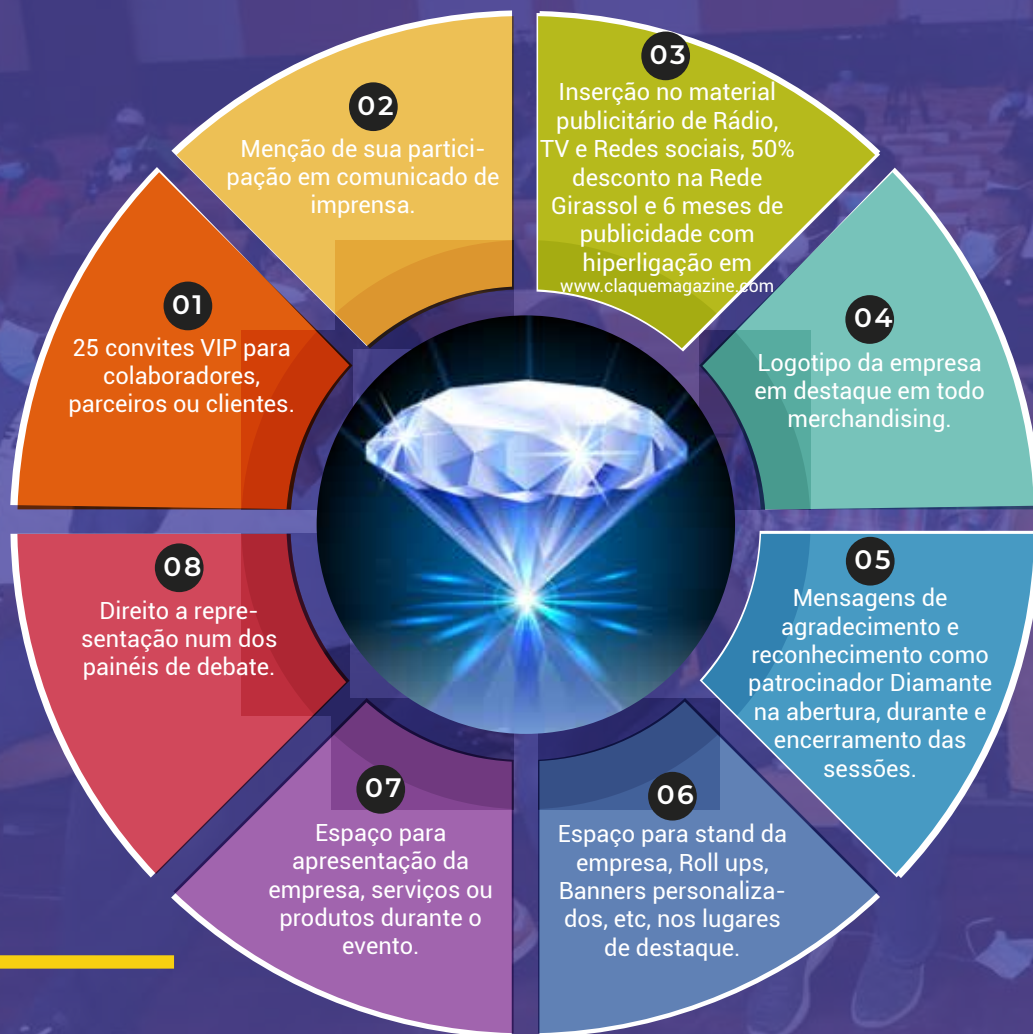 01
25 convites VIP para
colaboradores,
parceiros ou clientes.
02
Menção de sua partici-
pação em comunicado de
imprensa.
03
Inserção no material
publicitário de Rádio,
TV e Redes sociais, 50%
desconto na Rede
Girassol e 6 meses de
publicidade com
hiperligação em
www.claquemagazine.com
04
Logotipo da empresa
em destaque em todo
merchandising.
05
Mensagens de
agradecimento e
reconhecimento como
patrocinador Diamante
na abertura, durante e
encerramento das
sessões.
06
Espaço para stand da
empresa, Roll ups,
Banners personaliza-
dos, etc, nos lugares
de destaque.
07
Espaço para
apresentação da
empresa, serviços ou
produtos durante o
evento.
08
Direito a repre-
sentação num dos
painéis de debate.